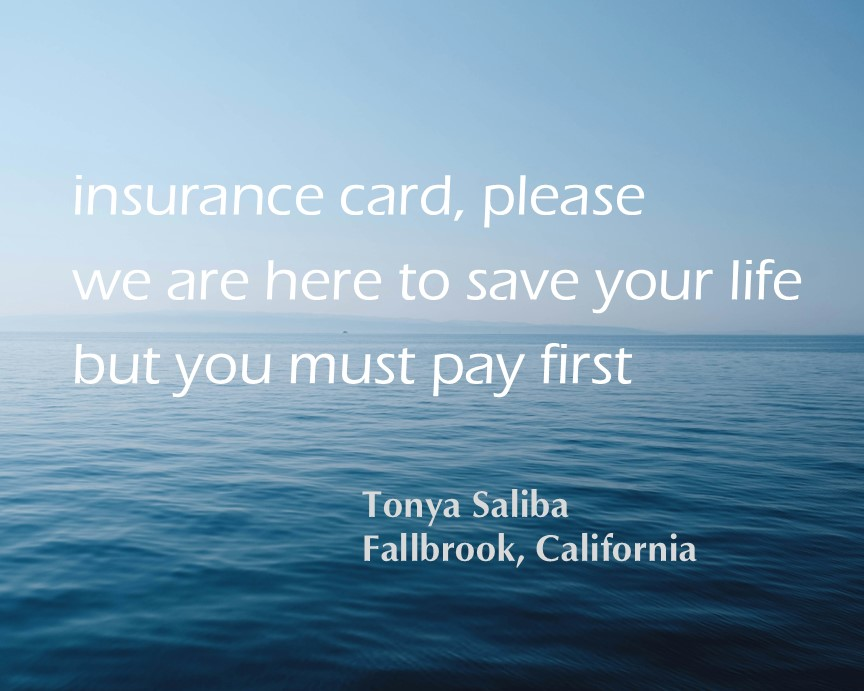 insurance card, please
we are here to save your life
but you must pay first
Tonya Saliba
Fallbrook, California